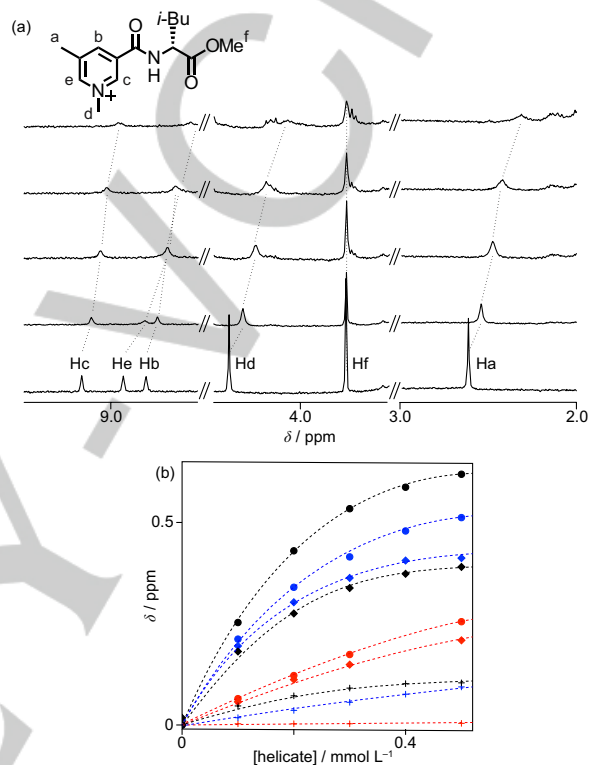 (a)
i-Bu
O
a
b
N
H
OMe f
O
e
c
N
+
d
Hc
He
Hb
Hd
Hf
Ha
9.0
4.0
3.0
2.0
δ / ppm
(b)
0.5
δ / ppm
0
0
0.4
[helicate] / mmol L⁻¹